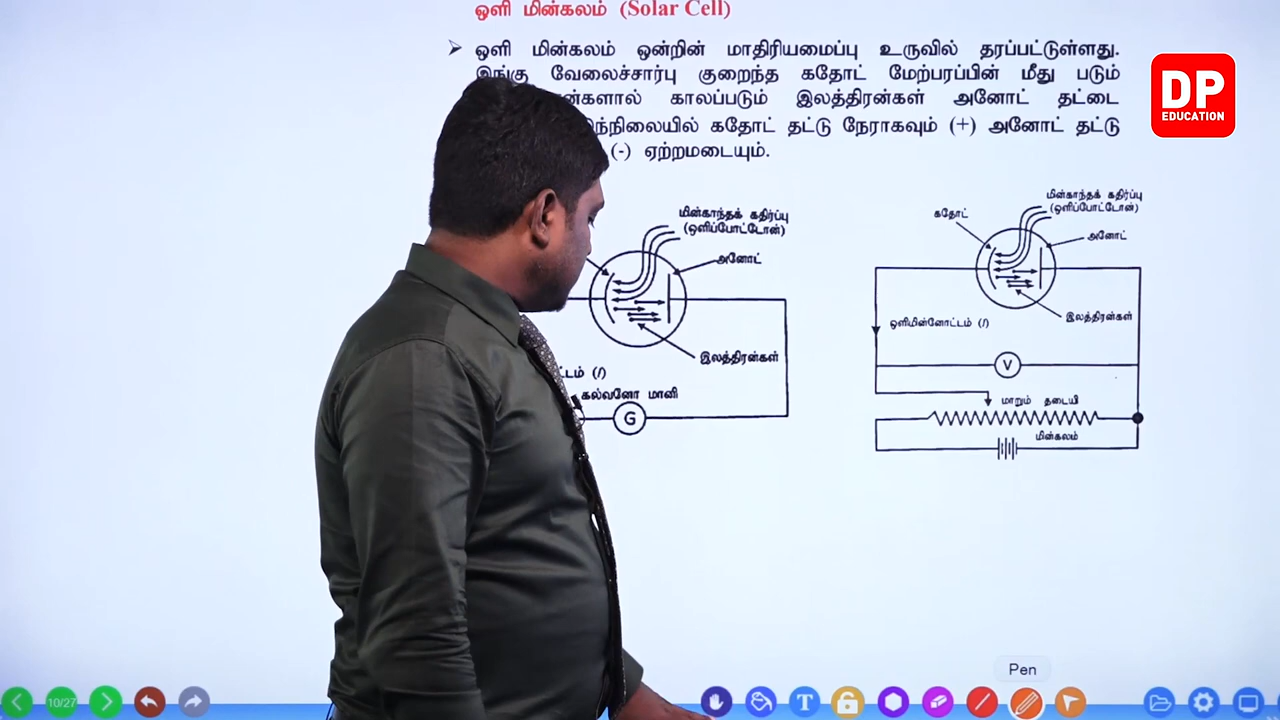 ஒளி மின்கலம் (Solar Cell)
➤ ஒளி மின்கலம் ஒன்றின் மாதிரியமைப்பு உருவில் தரப்பட்டுள்ளது.
இங்கு வேலைச்சார்பு குறைந்த கதோட் மேற்பரப்பின் மீது படும்
காலப்படும் இலத்திரன்கள் அனோட் தட்டை
கதோட் தட்டு நேராகவும் (+) அனோட் தட்டு
(-) ஏற்றமடையும்.
DP
EDUCATION
மின்காந்தக் கதிர்ப்பு
(ஒளிப்போட்டோன்)
அனோட்
இலத்திரன்கள்
(I)
கல்வனோ மானி
G
மின்காந்தக் கதிர்ப்பு
(ஒளிப்போட்டோன்)
கதோட்
அனோட்
இலத்திரன்கள்
ஒளிமின்னோட்டம் (I)
V
மாறும் தடையி
மின்கலம்
Pen
10/27
T